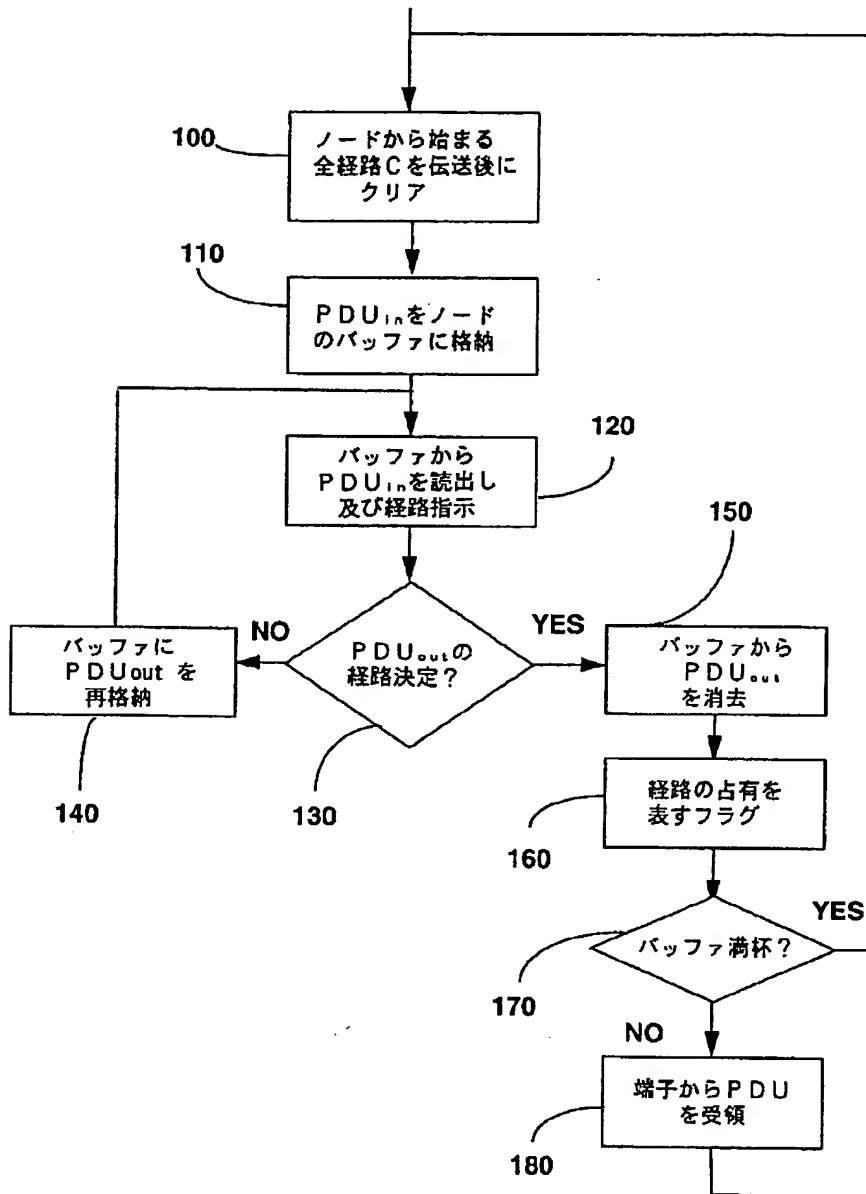 100
ノードから始まる
全経路Cを伝送後に
クリア
110
PDUinをノード
のバッファに格納
120
バッファから
PDUinを読出し
及び経路指示
150
NO
YES
バッファに
PDUout を
再格納
PDUoutの
経路決定?
バッファから
PDUout
を消去
140
130
経路の占有を
表すフラグ
160
YES
バッファ満杯?
170
NO
端子からPDU
を受領
180